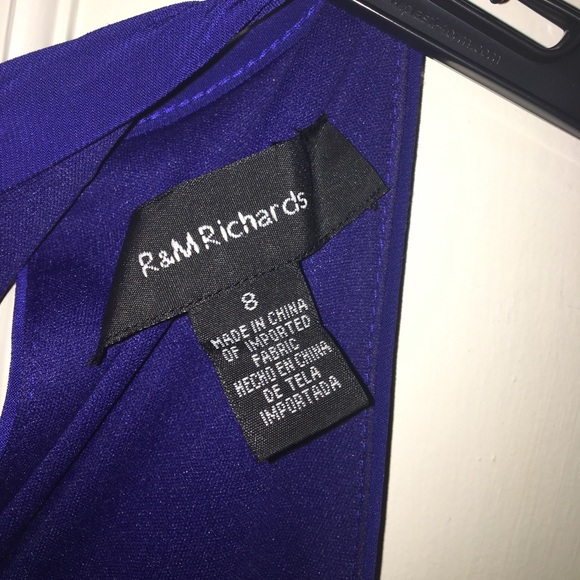 R&M Richards
8
MADE IN CHINA
OF IMPORTED
FABRIC
HECHO EN CHINA
DE TELA
IMPORTADA